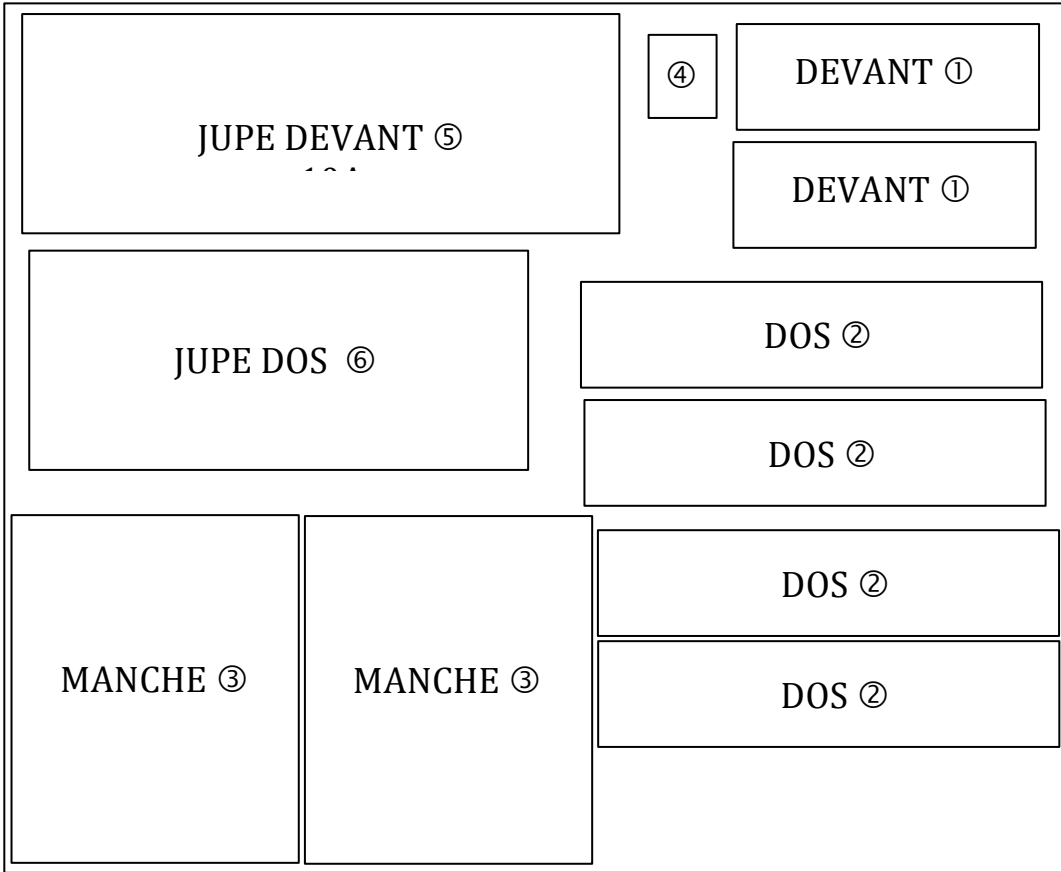 JUPE DEVANT ⑤
④
DEVANT ①
DEVANT ①
JUPE DOS ⑥
DOS ②
DOS ②
MANCHE ③
MANCHE ③
DOS ②
DOS ②